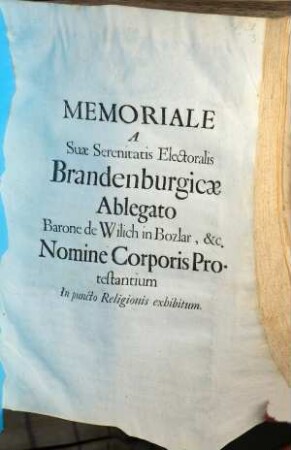 MEMORIALE
A
Suæ Serenitatis Electoralis
Brandenburgicæ
Ablegato
Barone de Wilich in Bozlar, &c.
Nomine Corporis Pro-
testantium
In puncto Religionis exhibitum.